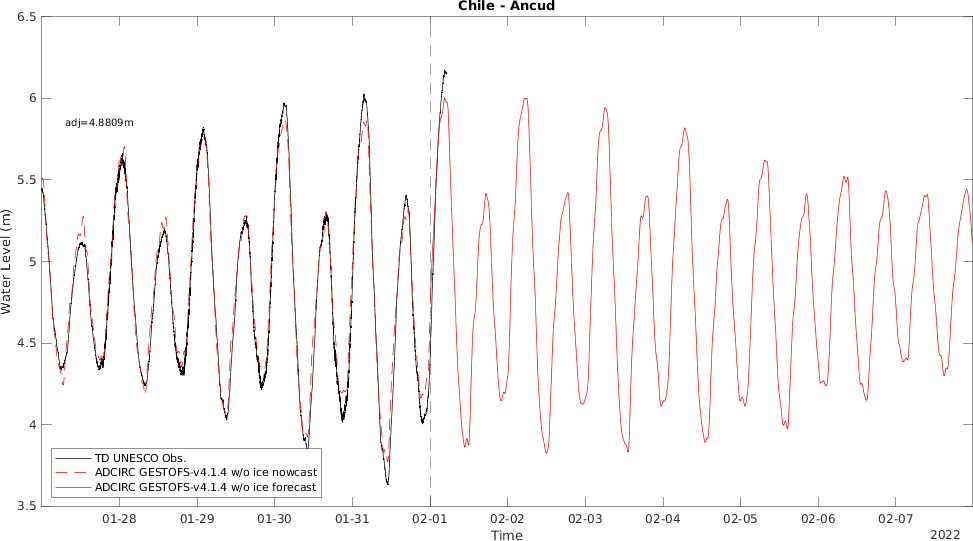 Chile - Ancud
6.5
6
5.5
5
4.5
4
3.5
Water Level (m)
adj=4.8809m
TD UNESCO Obs.
ADCIRC GESTOFS-v4.1.4 w/o ice nowcast
ADCIRC GESTOFS-v4.1.4 w/o ice forecast
01-28 01-29 01-30 01-31 02-01 02-02 02-03 02-04 02-05 02-06 02-07
Time
2022